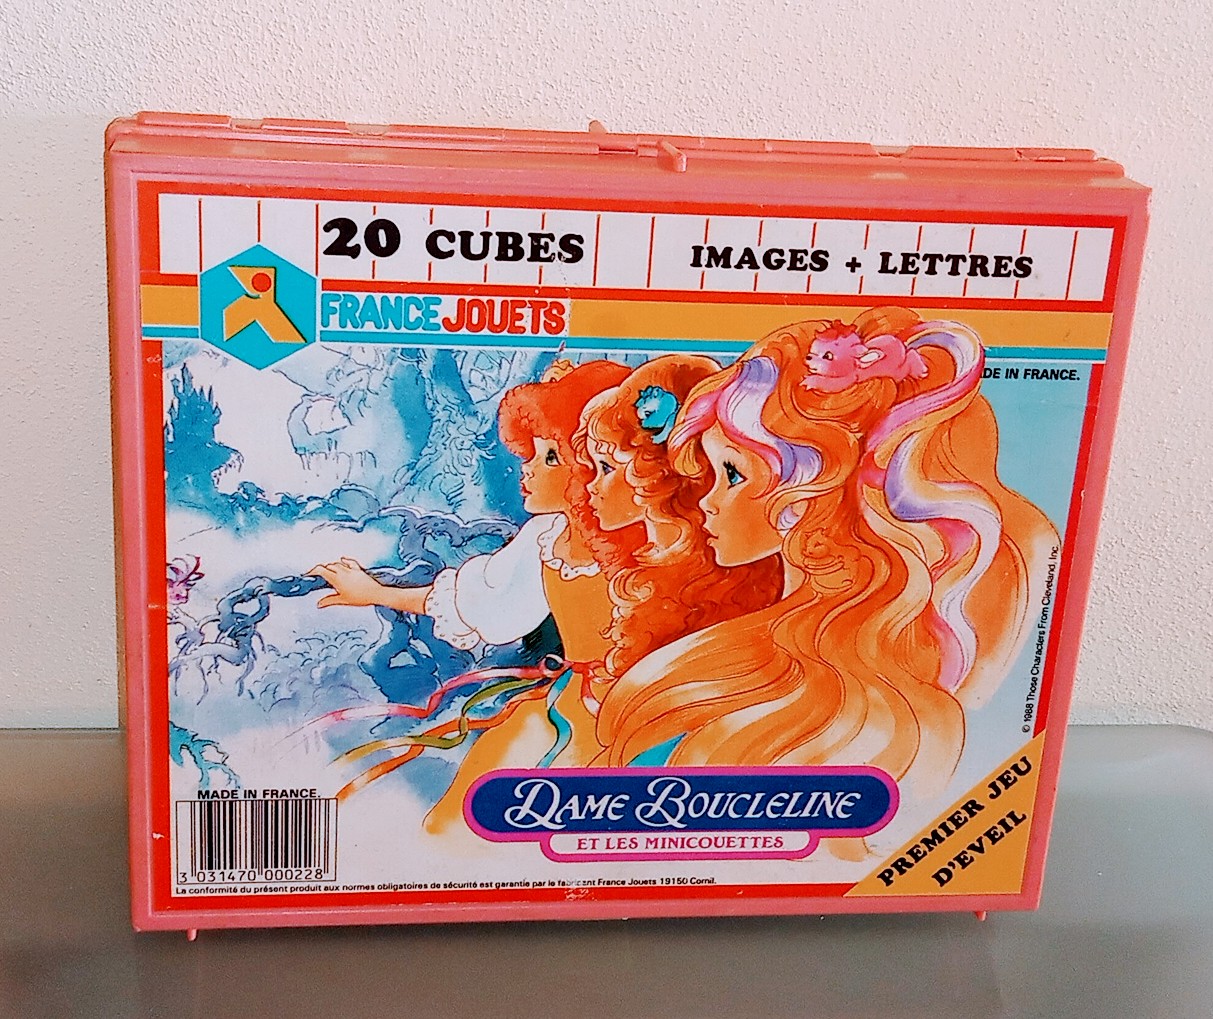 20 CUBES
IMAGES + LETTRES
FRANCE JOUETS
DE IN FRANCE.
© 1988 Those Characters From Cleveland, Inc.
DAME BOUCLELINE
ET LES MINICOUETTES
PREMIER JEU
D'EVEIL
MADE IN FRANCE.
3 031470 000228
La conformité du présent produit aux normes obligatoires de sécurité est garantie par le fabricant France Jouets 19150 Cornil.